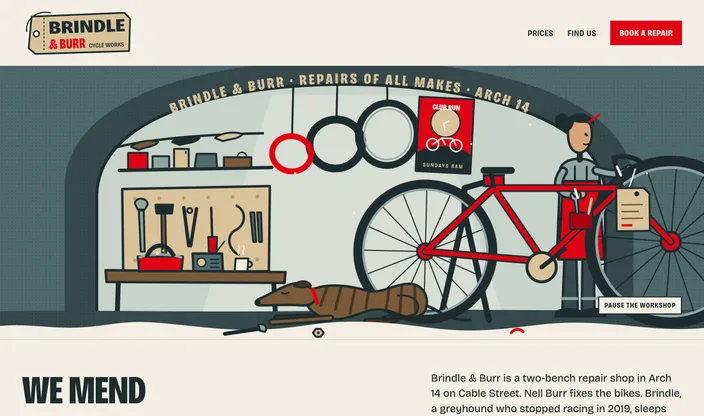 BRINDLE
& BURR CYCLE WORKS
PRICES
FIND US
BOOK A REPAIR
BRINDLE & BURR · REPAIRS OF ALL MAKES · ARCH 14
CLUB RUN
SUNDAYS 8AM
PAUSE THE WORKSHOP
WE MEND
Brindle & Burr is a two-bench repair shop in Arch
14 on Cable Street. Nell Burr fixes the bikes. Brindle,
a greyhound who stopped racing in 2019, sleeps